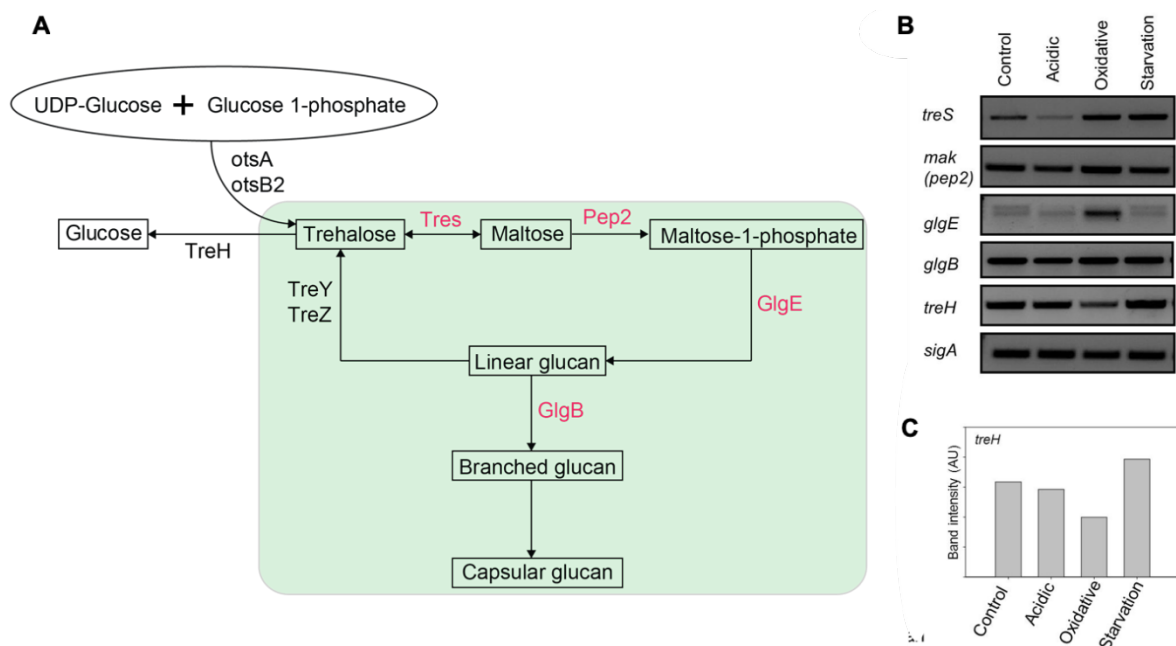 A
UDP-Glucose + Glucose 1-phosphate
otsA
otsB2
Glucose
TreH
Trehalose
Tres
Maltose
Pep2
Maltose-1-phosphate
TreY
TreZ
GlgE
Linear glucan
GlgB
Branched glucan
Capsular glucan
B
Control
Acidic
Oxidative
Starvation
treS
mak
(pep2)
glgE
glgB
treH
sigA
C
treH
Band intensity (AU)
Control
Acidic
Oxidative
Starvation